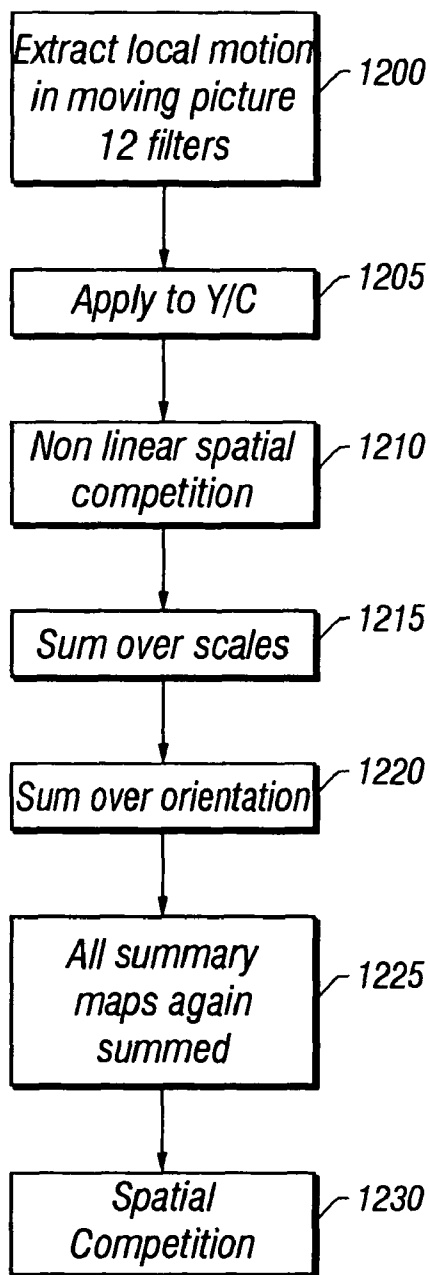 Extract local motion
in moving picture
12 filters
1200
Apply to Y/C
1205
Non linear spatial
competition
1210
Sum over scales
1215
Sum over orientation
1220
All summary
maps again
summed
1225
Spatial
Competition
1230